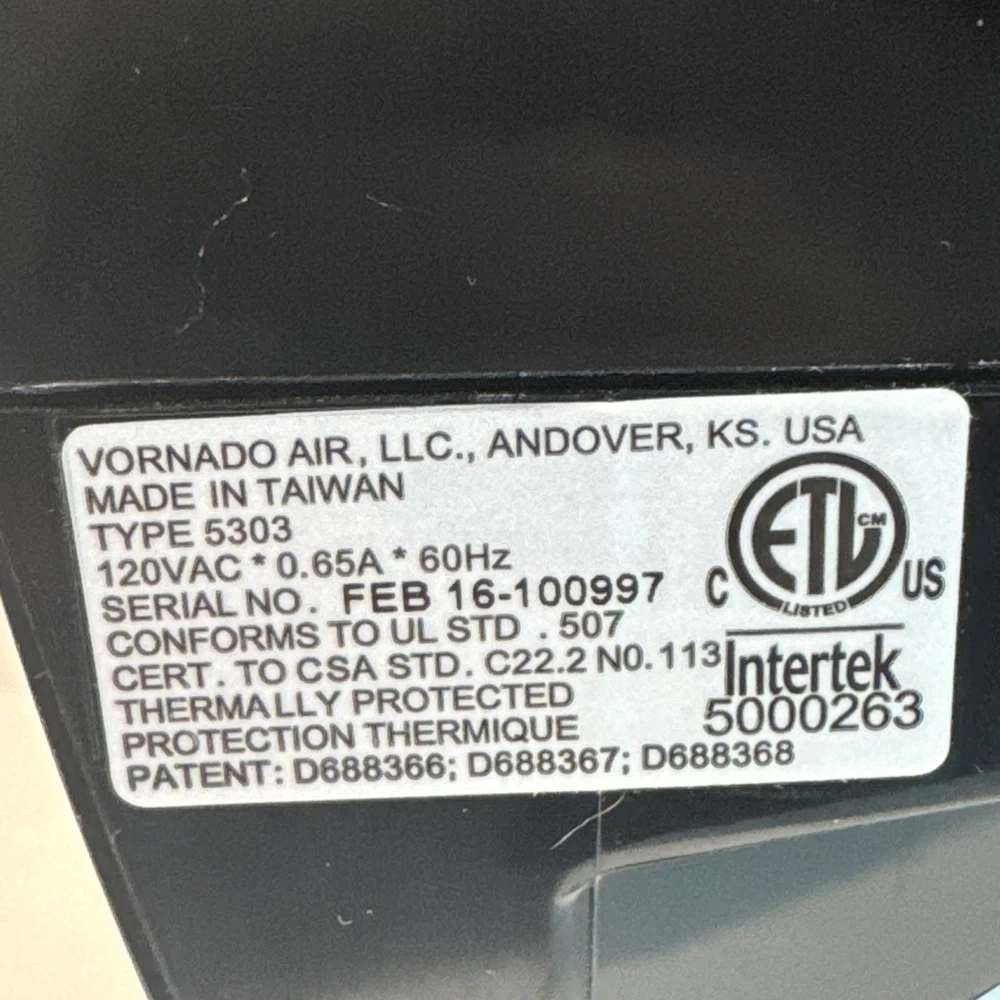 VORNADO AIR, LLC., ANDOVER, KS. USA
MADE IN TAIWAN
TYPE 5303
120VAC * 0.65A * 60Hz
SERIAL NO. FEB 16-100997
CONFORMS TO UL STD .507
CERT. TO CSA STD. C22.2 NO.113
THERMALLY PROTECTED
PROTECTION THERMIQUE
PATENT: D688366; D688367; D688368
ETL CM
C US
LISTED
Intertek
5000263